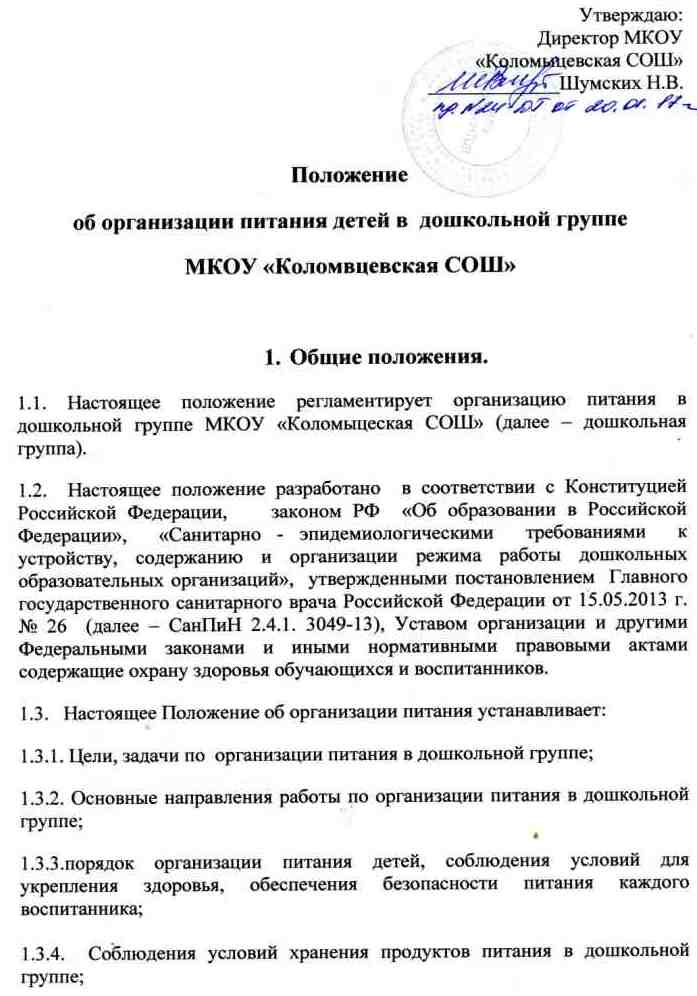 Утверждаю:
Директор МКОУ
«Коломыцевская СОШ»
Шумских Н.В.
от 20.01.
Положение
об организации питания детей в дошкольной группе
МКОУ «Коломвцевская СОШ»
1. Общие положения.
1.1. Настоящее положение регламентирует организацию питания в
дошкольной группе МКОУ «Коломыцеская СОШ» (далее – дошкольная
группа).
1.2. Настоящее положение разработано в соответствии с Конституцией
Российской Федерации, законом РФ «Об образовании в Российской
Федерации», «Санитарно - эпидемиологическими требованиями к
устройству, содержанию и организации режима работы дошкольных
образовательных организаций», утвержденными постановлением Главного
государственного санитарного врача Российской Федерации от 15.05.2013 г.
№ 26 (далее – СанПиН 2.4.1. 3049-13), Уставом организации и другими
Федеральными законами и иными нормативными правовыми актами
содержащие охрану здоровья обучающихся и воспитанников.
1.3. Настоящее Положение об организации питания устанавливает:
1.3.1. Цели, задачи по организации питания в дошкольной группе;
1.3.2. Основные направления работы по организации питания в дошкольной
группе;
1.3.3.порядок организации питания детей, соблюдения условий для
укрепления здоровья, обеспечения безопасности питания каждого
воспитанника;
1.3.4. Соблюдения условий хранения продуктов питания в дошкольной
группе;